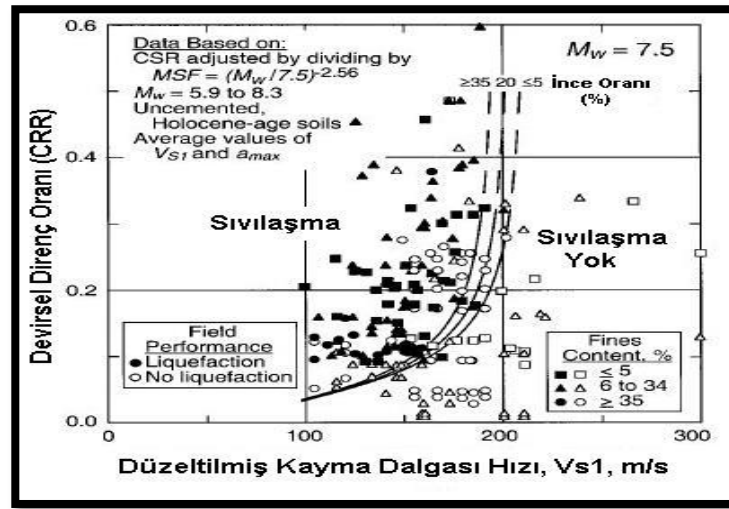 0.6
Data Based on:
CSR adjusted by dividing by
MSF = (Mw/7.5)-2.56
Mw = 5.9 to 8.3
Uncemented,
Holocene-age soils
Average values of
VS1 and amax
Mw = 7.5
≥35 20 ≤5 İnce Oranı
(%)
0.4
Sıvılaşma
Sıvılaşma
Yok
0.2
Field
Performance
● Liquefaction
○ No liquefaction
Fines
Content, %
■ □ ≤ 5
▲ △ 6 to 34
● ○ ≥ 35
0.0
0 100 200 300
Devirsel Direnç Oranı (CRR)
Düzeltilmiş Kayma Dalgası Hızı, Vs1, m/s